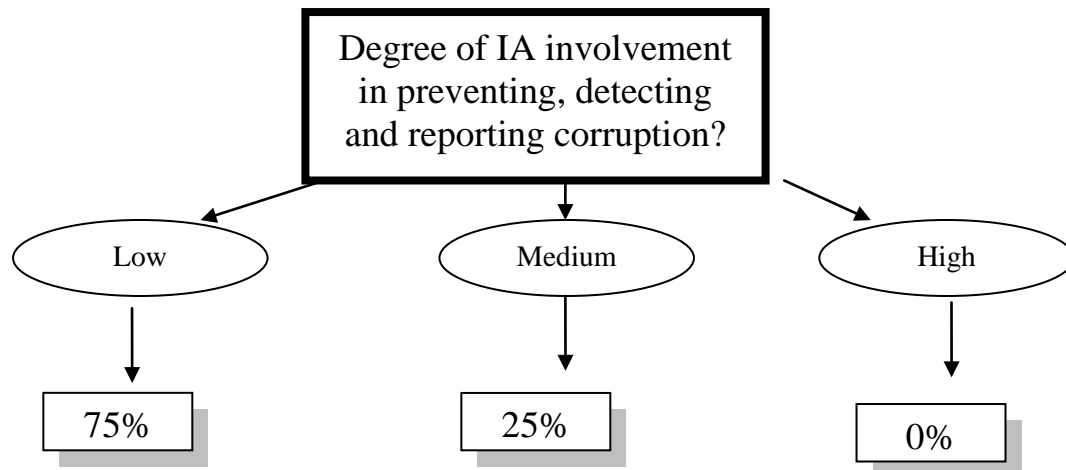 Degree of IA involvement
in preventing, detecting
and reporting corruption?
Low
Medium
High
75%
25%
0%